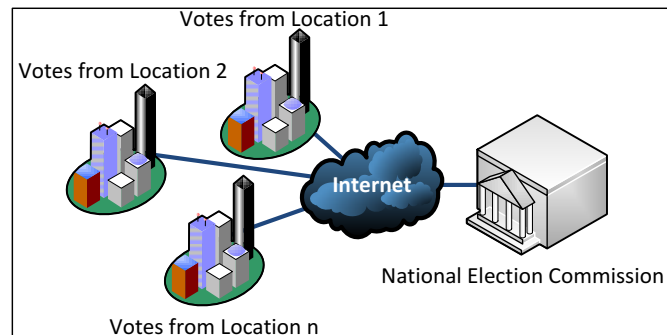 Votes from Location 1
Votes from Location 2
Internet
National Election Commission
Votes from Location n